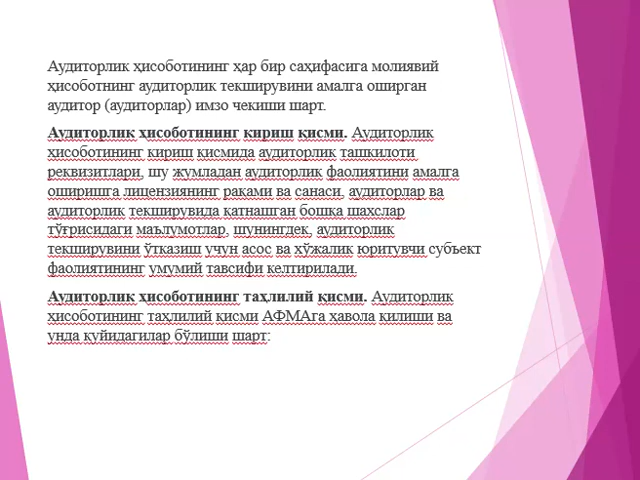 Аудиторлик ҳисоботининг ҳар бир саҳифасига молиявий
ҳисоботнинг аудиторлик текширувини амалга оширган
аудитор (аудиторлар) имзо чекиши шарт.
Аудиторлик ҳисоботининг кириш қисми. Аудиторлик
ҳисоботининг кириш қисмида аудиторлик ташкилоти
реквизитлари, шу жумладан аудиторлик фаолиятини амалга
оширишга лицензиянинг рақами ва санаси, аудиторлар ва
аудиторлик текширувида қатнашган бошқа шахслар
тўғрисидаги маълумотлар, шунингдек, аудиторлик
текширувини ўтказиш учун асос ва хўжалик юритувчи субъект
фаолиятининг умумий тавсифи келтирилади.
Аудиторлик ҳисоботининг таҳлилий қисми. Аудиторлик
ҳисоботининг таҳлилий қисми АФМАга ҳавола қилиши ва
унда қуйидагилар бўлиши шарт: